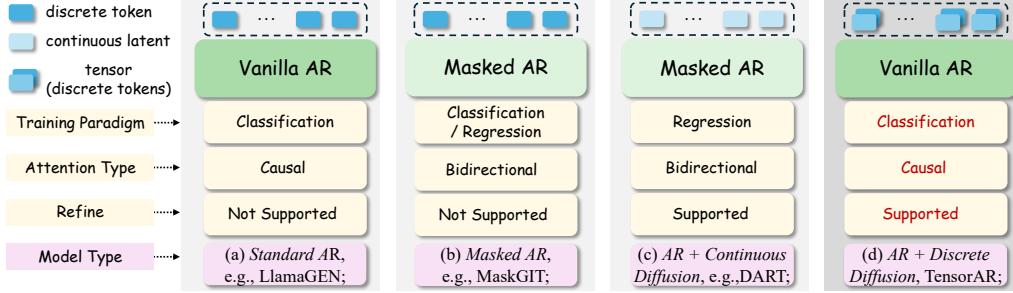 discrete token
continuous latent
tensor
(discrete tokens)
Training Paradigm
Attention Type
Refine
Model Type
...
Vanilla AR
Classification
Causal
Not Supported
(a) Standard AR,
e.g., LlamaGEN;
...
Masked AR
Classification
/ Regression
Bidirectional
Not Supported
(b) Masked AR,
e.g., MaskGIT;
...
Masked AR
Regression
Bidirectional
Supported
(c) AR + Continuous
Diffusion, e.g.,DART;
...
Vanilla AR
Classification
Causal
Supported
(d) AR + Discrete
Diffusion, TensorAR;